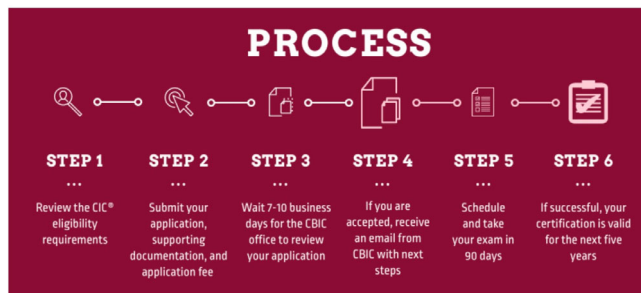 PROCESS
STEP 1
...
Review the CIC®
eligibility
requirements
STEP 2
...
Submit your
application,
supporting
documentation, and
application fee
STEP 3
...
Wait 7-10 business
days for the CBIC
office to review
your application
STEP 4
...
If you are
accepted, receive
an email from
CBIC with next
steps
STEP 5
...
Schedule
and take
your exam in
90 days
STEP 6
...
If successful, your
certification is valid
for the next five
years